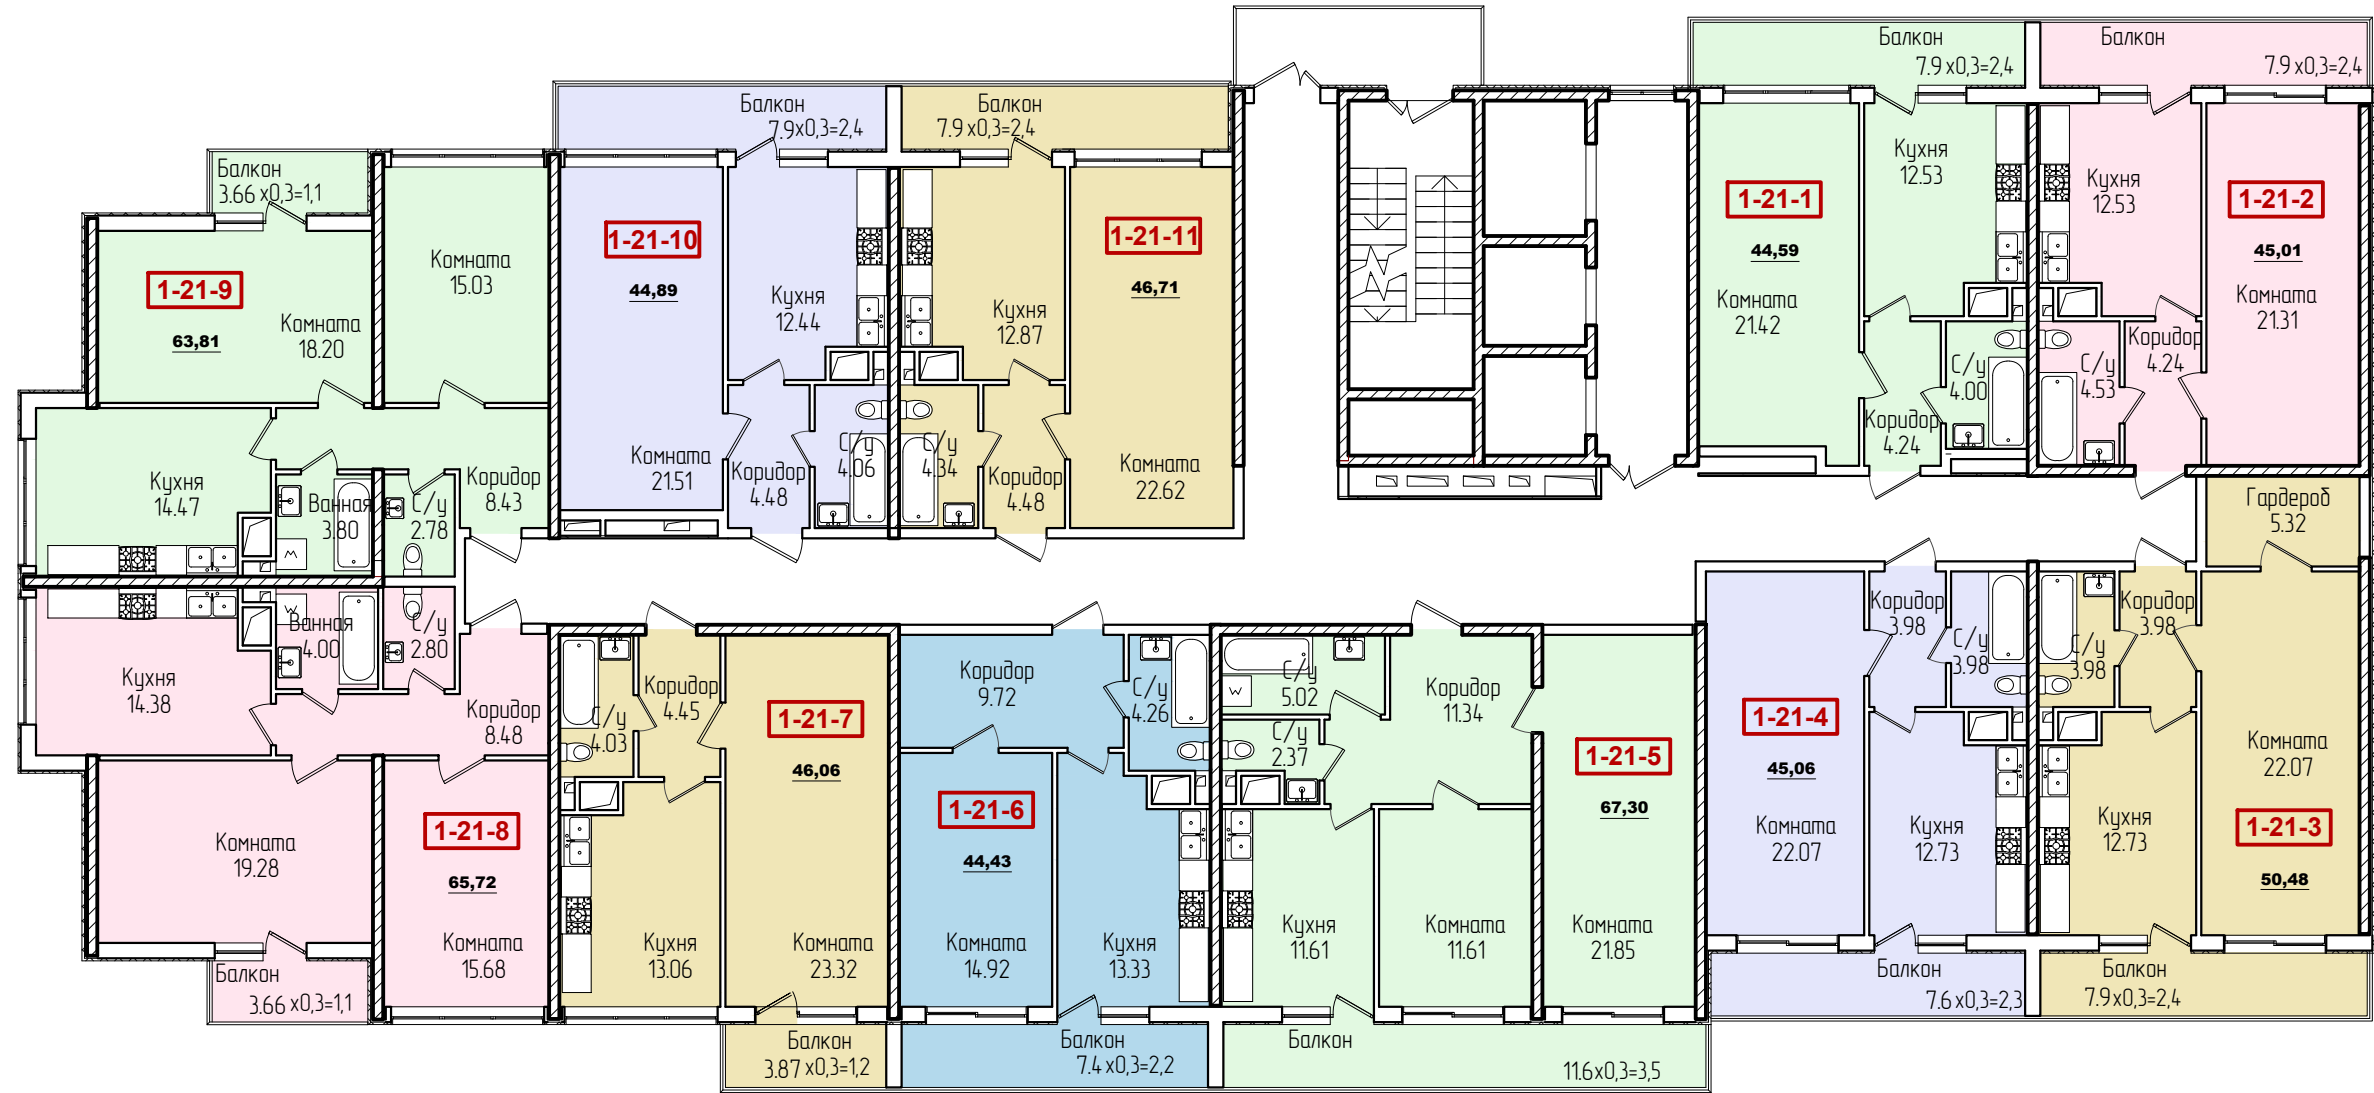 Балкон
7.9 x0,3=2,4
Кухня
12.53
1-21-1
44,59
Комната
21.42
С/у
4.00
Коридор
4.24
Балкон
7.9 x0,3=2,4
Кухня
12.53
1-21-2
45,01
Комната
21.31
Коридор
4.24
С/у
4.53
Балкон
7.9x0,3=2,4
1-21-10
44,89
Кухня
12.44
Комната
21.51
Коридор
4.48
С/у
4.06
Балкон
7.9 x0,3=2,4
1-21-11
46,71
Кухня
12.87
С/у
4.34
Коридор
4.48
Комната
22.62
Балкон
3.66 x0,3=1,1
1-21-9
63,81
Комната
18.20
Комната
15.03
Кухня
14.47
Ванная
3.80
С/у
2.78
Коридор
8.43
M
Гардероб
5.32
W
Ванная
4.00
С/у
2.80
Кухня
14.38
Коридор
8.48
Комната
19.28
1-21-8
65,72
Комната
15.68
Балкон
3.66 x0,3=1,1
С/у
4.03
Коридор
4.45
1-21-7
46,06
Кухня
13.06
Комната
23.32
Балкон
3.87 x0,3=1,2
Коридор
9.72
С/у
4.26
1-21-6
44,43
Комната
14.92
Кухня
13.33
Балкон
7.4 x0,3=2,2
С/у
5.02
W
С/у
2.37
Коридор
11.34
1-21-5
67,30
Кухня
11.61
Комната
11.61
Комната
21.85
Балкон
11.6x0,3=3,5
Коридор
3.98
С/у
3.98
1-21-4
45,06
Комната
22.07
Кухня
12.73
Балкон
7.6 x0,3=2,3
С/у
3.98
Коридор
3.98
Комната
22.07
Кухня
12.73
1-21-3
50,48
Балкон
7.9 x0,3=2,4